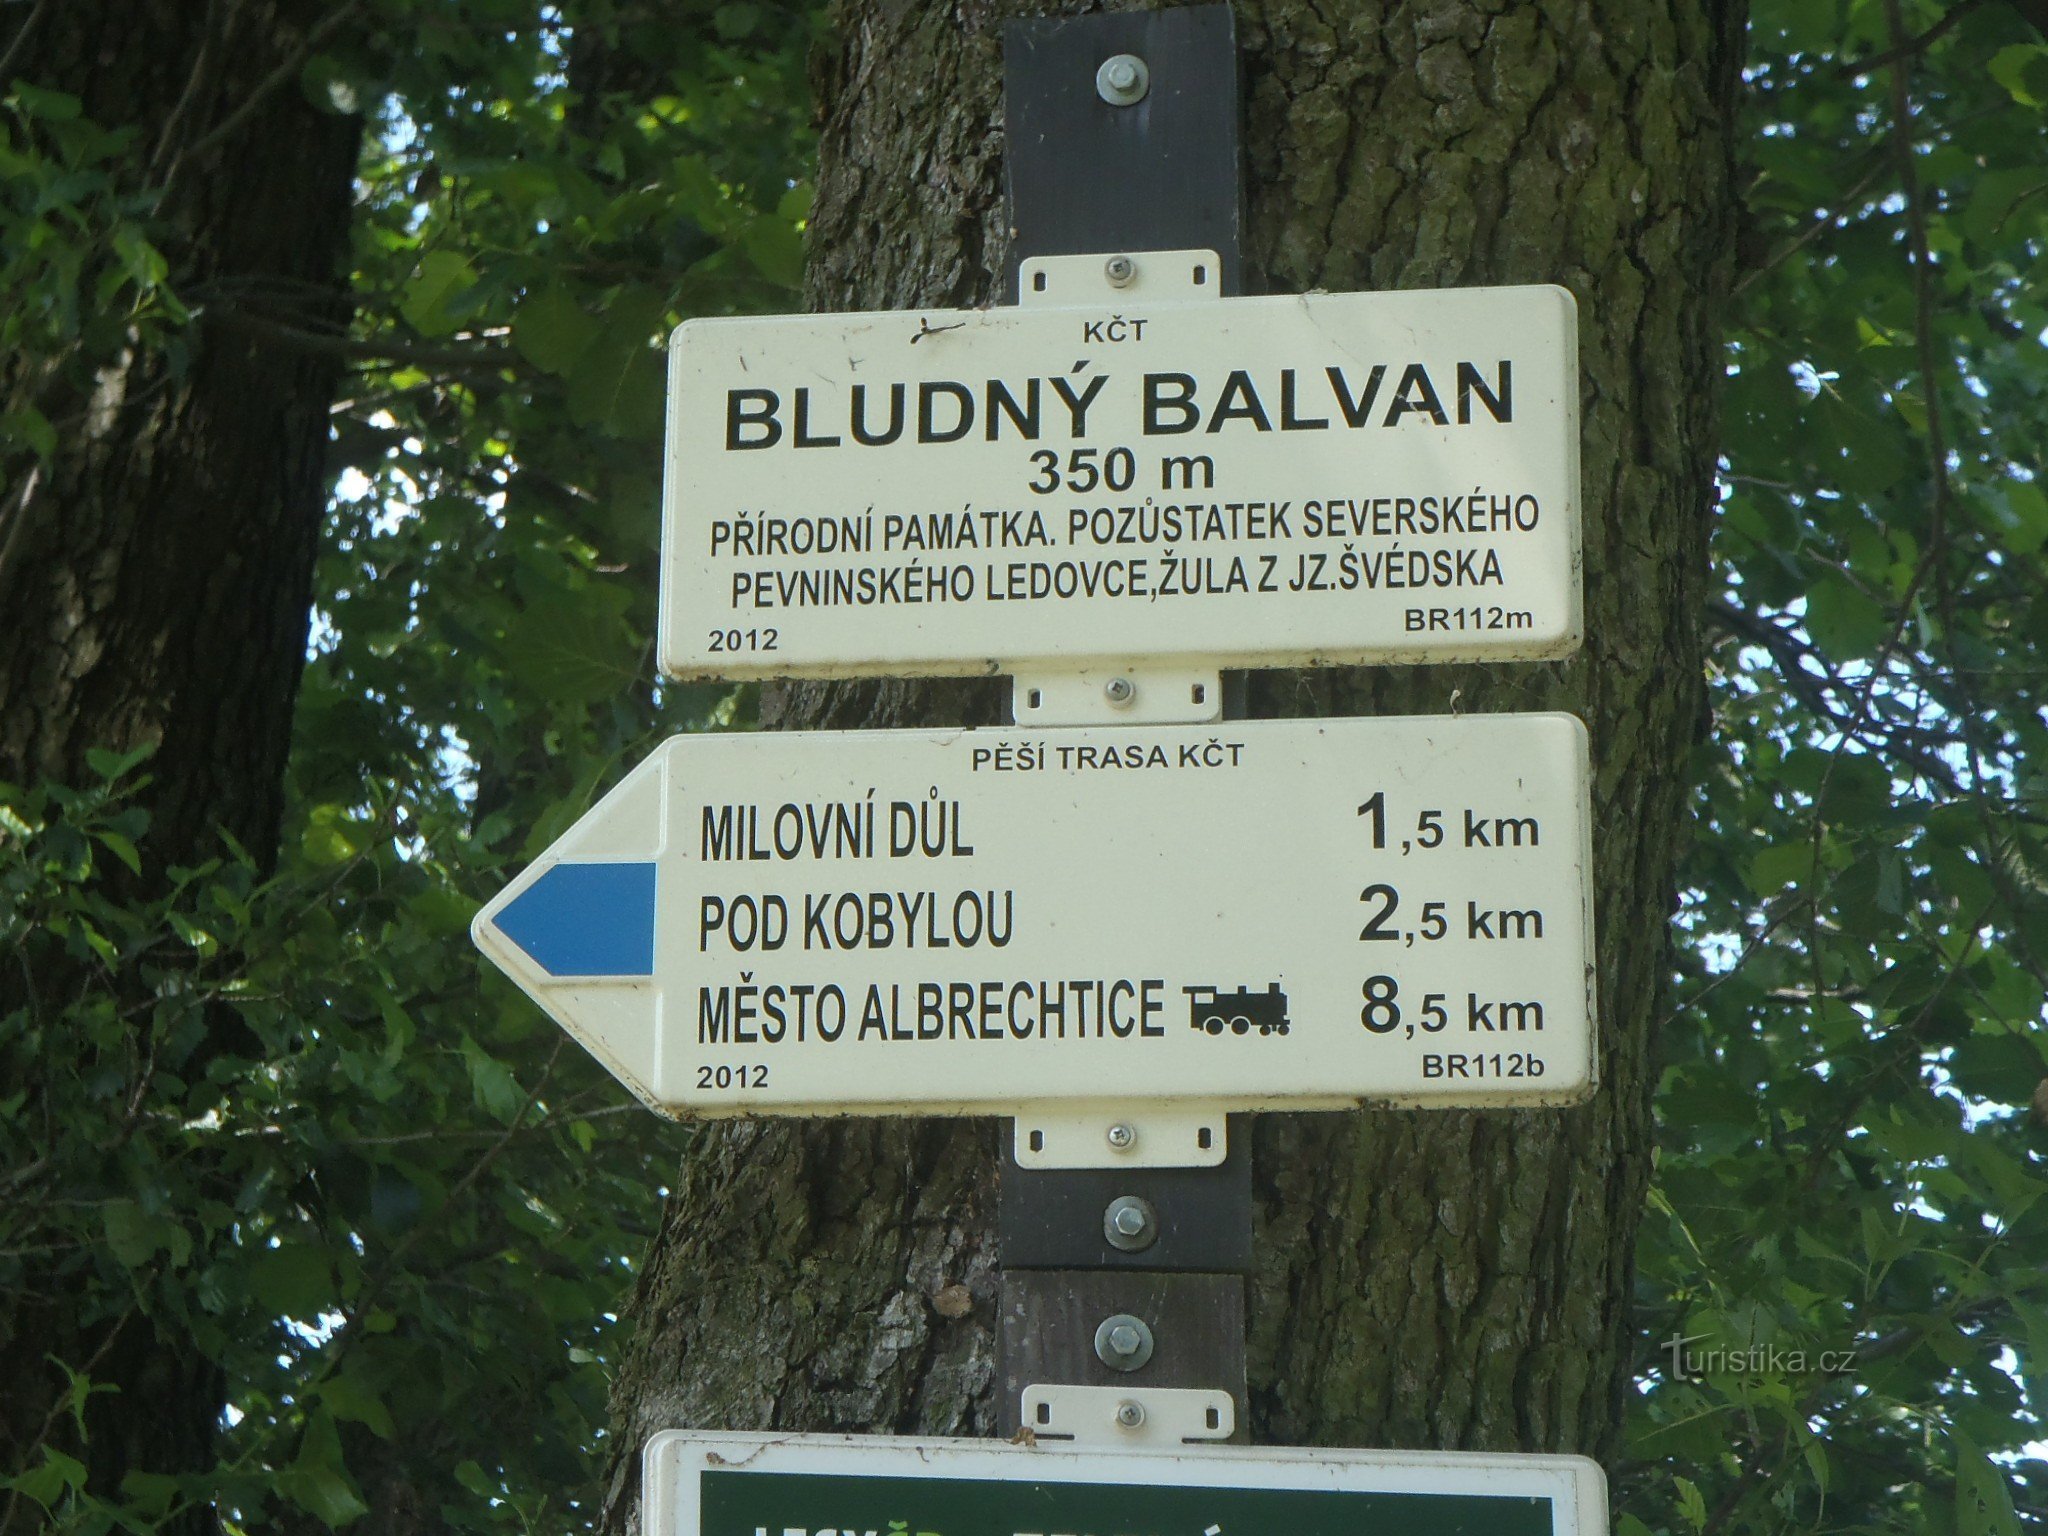 KČT
BLUDNÝ BALVAN
350 m
PŘÍRODNÍ PAMÁTKA. POZŮSTATEK SEVERSKÉHO
PEVNINSKÉHO LEDOVCE,ŽULA Z JZ.ŠVÉDSKA
2012 BR112m
PĚŠÍ TRASA KČT
MILOVNÍ DŮL 1,5 km
POD KOBYLOU 2,5 km
MĚSTO ALBRECHTICE 8,5 km
2012 BR112b
Turistika.cz